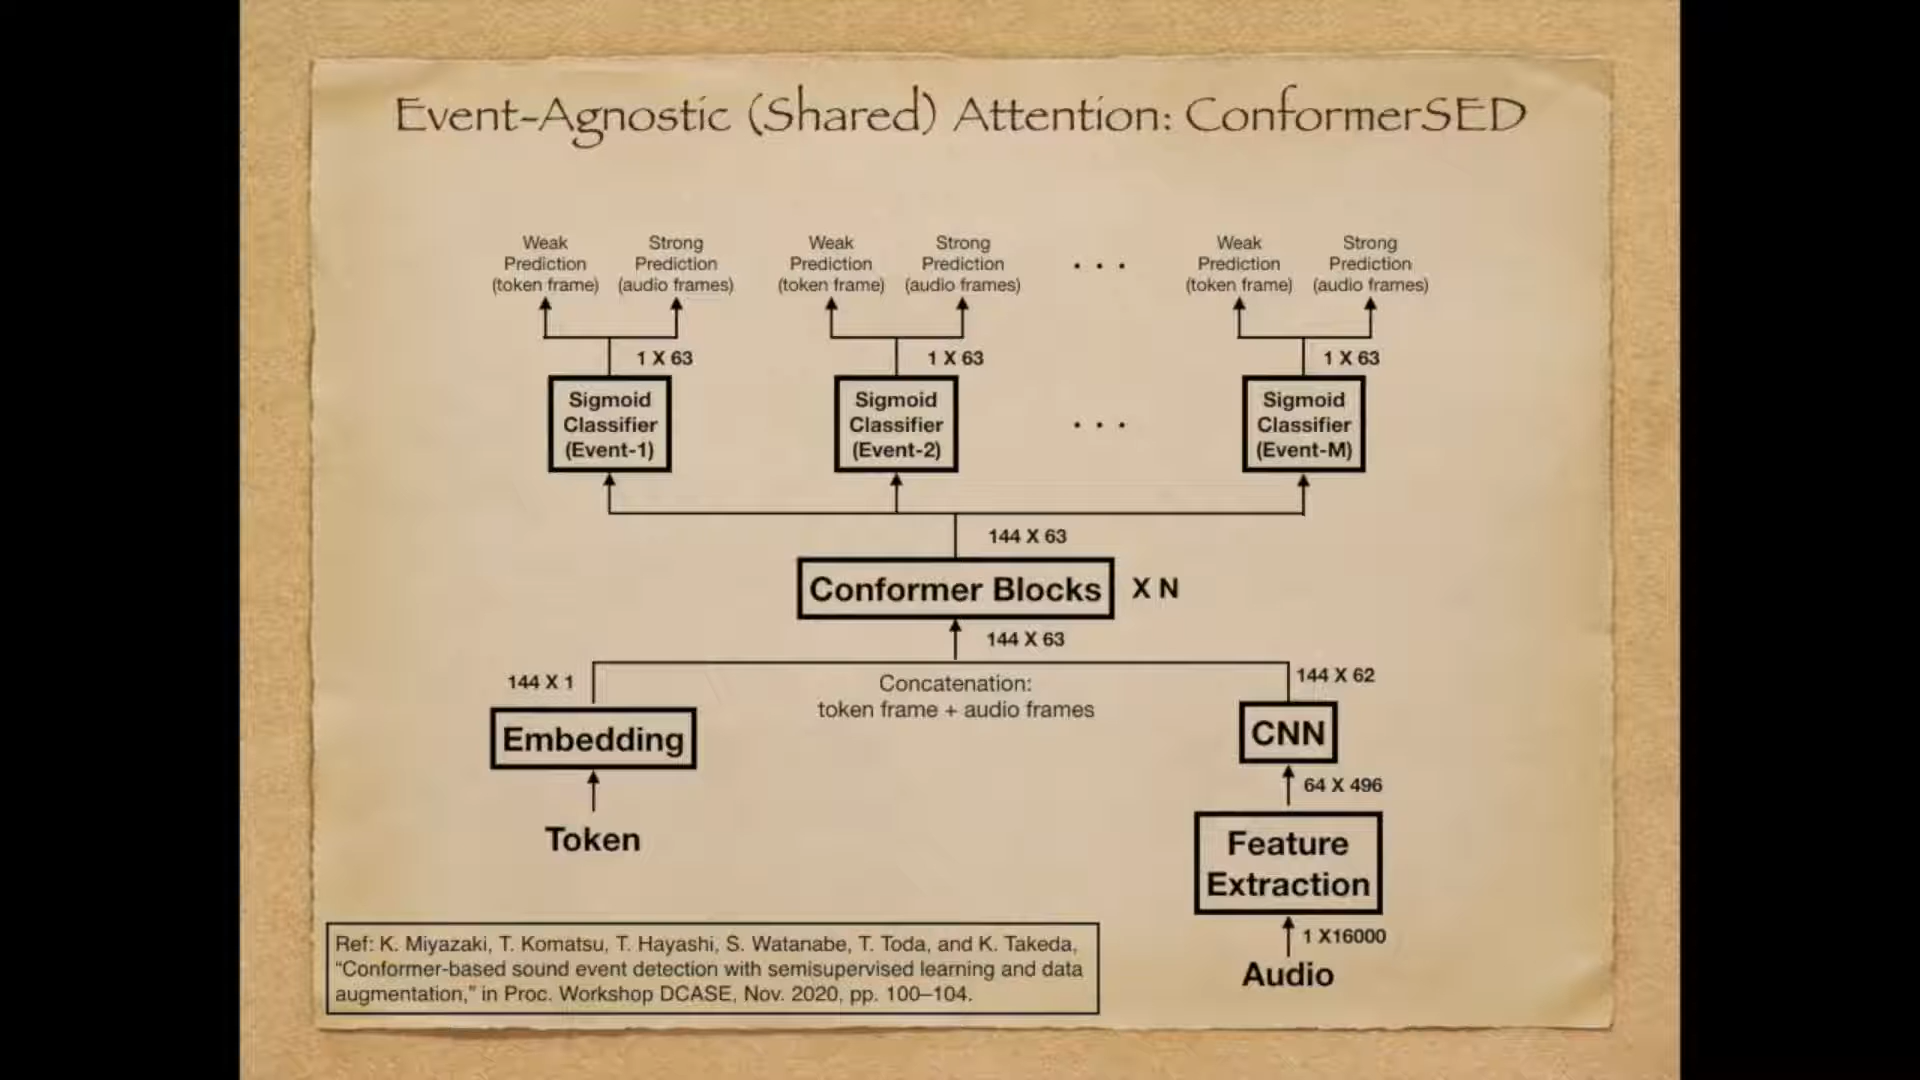 Event-Agnostic (Shared) Attention: ConformerSED
Weak
Prediction
(token frame)
Strong
Prediction
(audio frames)
Weak
Prediction
(token frame)
Strong
Prediction
(audio frames)
. . .
Weak
Prediction
(token frame)
Strong
Prediction
(audio frames)
1 X 63
1 X 63
1 X 63
Sigmoid
Classifier
(Event-1)
Sigmoid
Classifier
(Event-2)
. . .
Sigmoid
Classifier
(Event-M)
144 X 63
Conformer Blocks
X N
144 X 63
144 X 1
Concatenation:
token frame + audio frames
144 X 62
Embedding
CNN
64 X 496
Token
Feature
Extraction
1 X16000
Audio
Ref: K. Miyazaki, T. Komatsu, T. Hayashi, S. Watanabe, T. Toda, and K. Takeda,
“Conformer-based sound event detection with semisupervised learning and data
augmentation,” in Proc. Workshop DCASE, Nov. 2020, pp. 100–104.